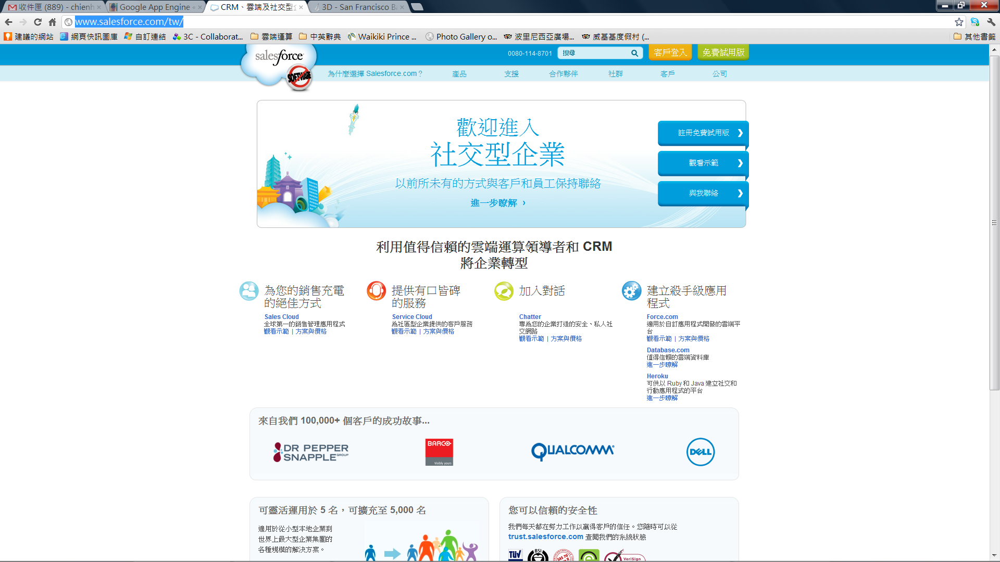 收件匣 (889) - chienh
Google App Engine
CRM、雲端及社交型企
3D - San Francisco B
www.salesforce.com/tw/
建議的網站 網頁快訊圖庫 自訂連結 3C - Collaborat... 雲端運算 中英辭典 Waikiki Prince ... Photo Gallery o... 波里尼西亞廣場... 威基基度假村 (... 其他書籤
salesforce
SOFTWARE
0080-114-8701 搜尋 客戶登入 免費試用版
為什麼選擇 Salesforce.com？ 產品 支援 合作夥伴 社群 客戶 公司
歡迎進入
社交型企業
以前所未有的方式與客戶和員工保持聯絡
進一步瞭解 ›
註冊免費試用版
觀看示範
與我聯絡
利用值得信賴的雲端運算領導者和 CRM
將企業轉型
為您的銷售充電
的絕佳方式
Sales Cloud
全球第一的銷售管理應用程式
觀看示範 | 方案與價格
提供有口皆碑
的服務
Service Cloud
為社區型企業提供的客戶服務
觀看示範 | 方案與價格
加入對話
Chatter
專為您的企業打造的安全、私人社
交網路
觀看示範 | 方案與價格
建立殺手級應用
程式
Force.com
適用於自訂應用程式開發的雲端平
台
觀看示範 | 方案與價格
Database.com
值得信賴的雲端資料庫
進一步瞭解
Heroku
可供以 Ruby 和 Java 建立社交和
行動應用程式的平台
進一步瞭解
來自我們 100,000+ 個客戶的成功故事...
DR PEPPER
SNAPPLE GROUP
BARCO
Visibly yours
QUALCOMM
DELL
可靈活運用於 5 名，可擴充至 5,000 名
適用於從小型本地企業到
世界上最大型企業集團的
各種規模的解決方案。
您可以信賴的安全性
我們每天都在努力工作以贏得客戶的信任。您隨時可以從
trust.salesforce.com 查閱我們的系統狀態
TÜV
BSI
SAS 70
VeriSign